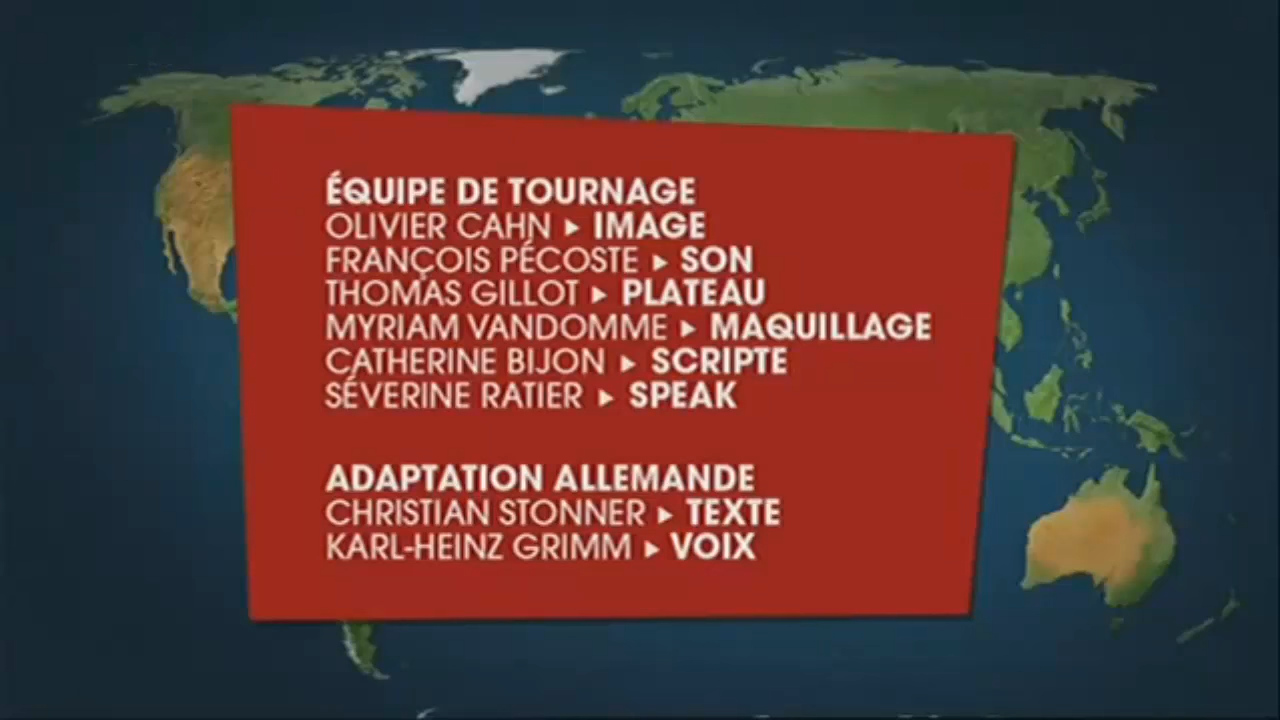 ÉQUIPE DE TOURNAGE
OLIVIER CAHN ▸ IMAGE
FRANÇOIS PÉCOSTE ▸ SON
THOMAS GILLOT ▸ PLATEAU
MYRIAM VANDOMME ▸ MAQUILLAGE
CATHERINE BIJON ▸ SCRIPTE
SÉVERINE RATIER ▸ SPEAK
ADAPTATION ALLEMANDE
CHRISTIAN STONNER ▸ TEXTE
KARL-HEINZ GRIMM ▸ VOIX